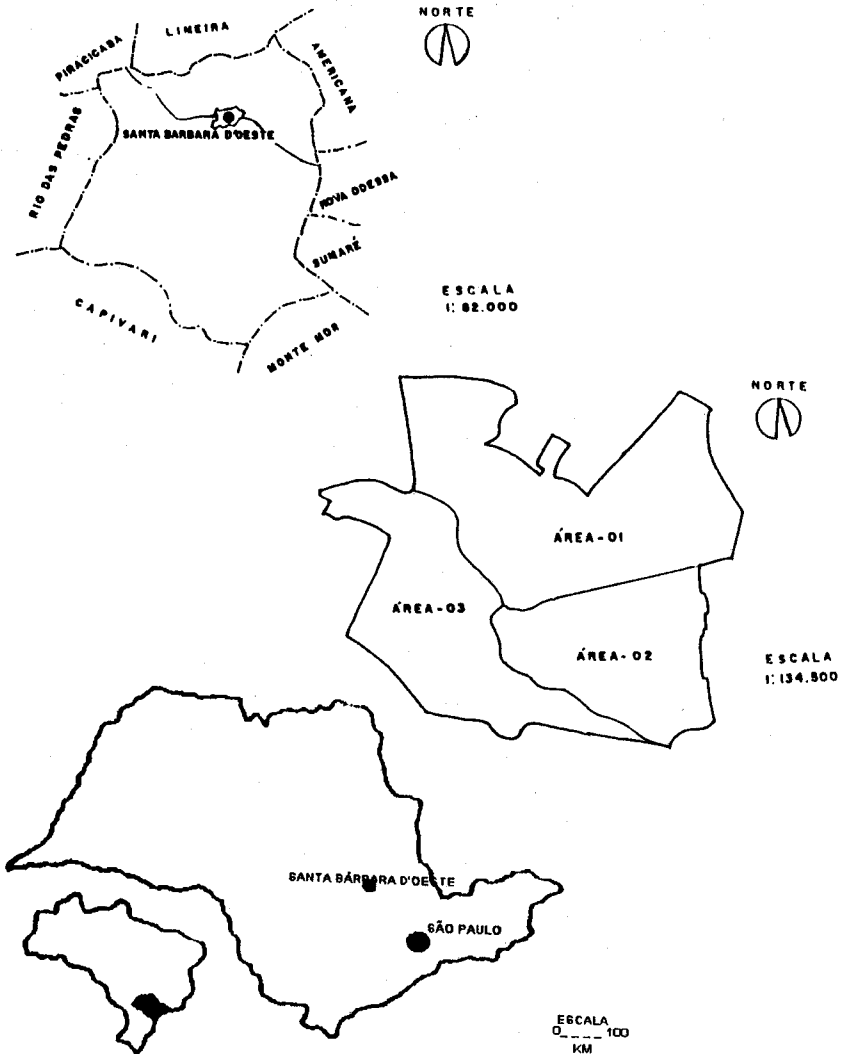 NORTE
LIMEIRA
PIRACICABA
AMERICANA
SANTA BARBARA D'OESTE
RIO DAS PEDRAS
NOVA ODESSA
SUMARÉ
CAPIVARI
MONTE MOR
ESCALA
1: 82.000
NORTE
ÁREA-01
ÁREA-03
ÁREA-02
ESCALA
1: 134.500
SANTA BÁRBARA D'OESTE
SÃO PAULO
ESCALA
0 100
KM